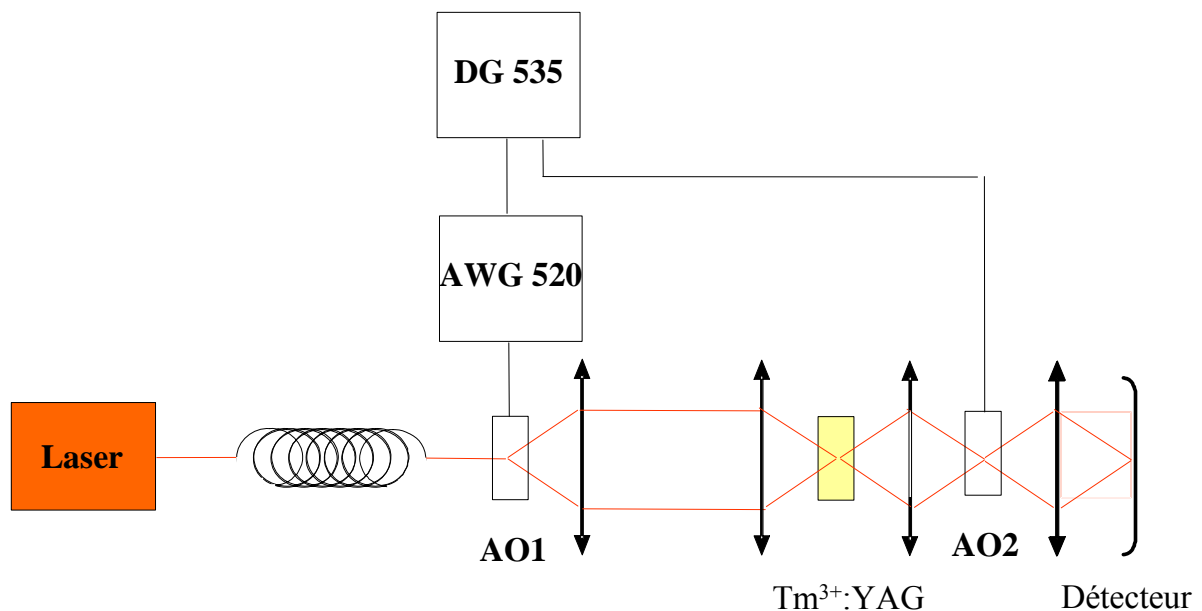 DG 535
AWG 520
Laser
AO1
AO2
Tm³⁺:YAG
Détecteur